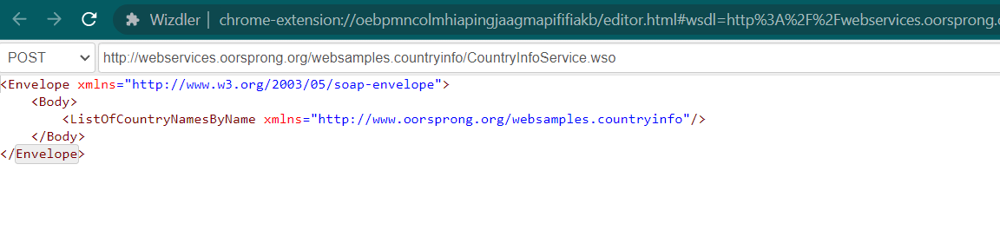 Wizdler | chrome-extension://oebpmncolmhiapingjaagmapififiakb/editor.html#wsdl=http%3A%2F%2Fwebservices.oorsprong.
POST http://webservices.oorsprong.org/websamples.countryinfo/CountryInfoService.wso
<Envelope xmlns="http://www.w3.org/2003/05/soap-envelope">
    <Body>
        <ListOfCountryNamesByName xmlns="http://www.oorsprong.org/websamples.countryinfo"/>
    </Body>
</Envelope>